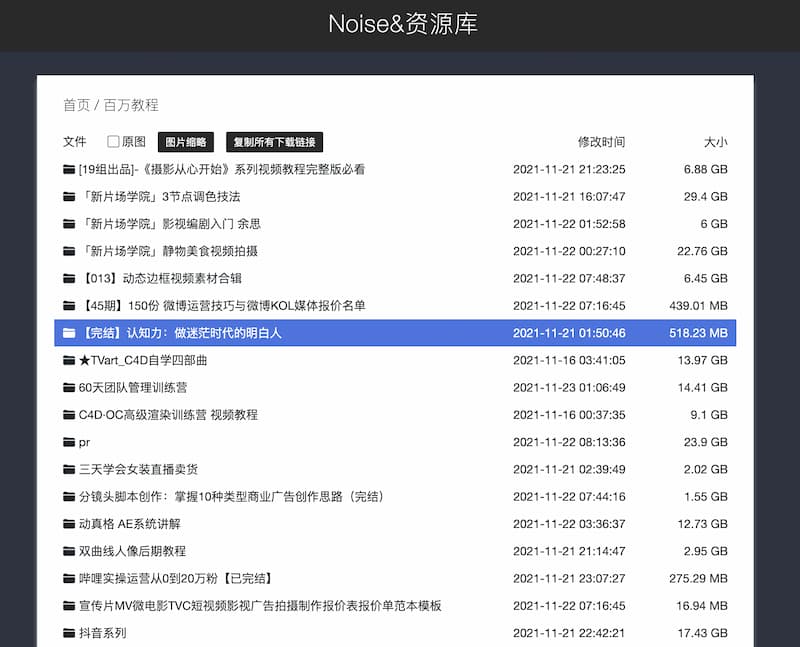 Noise&资源库
首页 / 百万教程
文件 原图 图片缩略 复制所有下载链接 修改时间 大小
[19组出品]-《摄影从心开始》系列视频教程完整版必看 2021-11-21 21:23:25 6.88 GB
「新片场学院」3节点调色技法 2021-11-21 16:07:47 29.4 GB
「新片场学院」影视编剧入门 余思 2021-11-22 01:52:58 6 GB
「新片场学院」静物美食视频拍摄 2021-11-22 00:27:10 22.76 GB
【013】动态边框视频素材合辑 2021-11-22 07:48:37 6.45 GB
【45期】150份 微博运营技巧与微博KOL媒体报价名单 2021-11-22 07:16:45 439.01 MB
【完结】认知力：做迷茫时代的明白人 2021-11-21 01:50:46 518.23 MB
★TVart_C4D自学四部曲 2021-11-16 03:41:05 13.97 GB
60天团队管理训练营 2021-11-23 01:06:49 14.41 GB
C4D·OC高级渲染训练营 视频教程 2021-11-16 00:37:35 9.1 GB
pr 2021-11-22 08:13:36 23.9 GB
三天学会女装直播卖货 2021-11-21 02:39:49 2.02 GB
分镜头脚本创作：掌握10种类型商业广告创作思路（完结） 2021-11-22 07:44:16 1.55 GB
动真格 AE系统讲解 2021-11-22 03:36:37 12.73 GB
双曲线人像后期教程 2021-11-21 21:14:47 2.95 GB
哔哩实操运营从0到20万粉【已完结】 2021-11-21 23:07:27 275.29 MB
宣传片MV微电影TVC短视频影视广告拍摄制作报价表报价单范本模板 2021-11-22 07:16:45 16.94 MB
抖音系列 2021-11-21 22:42:21 17.43 GB